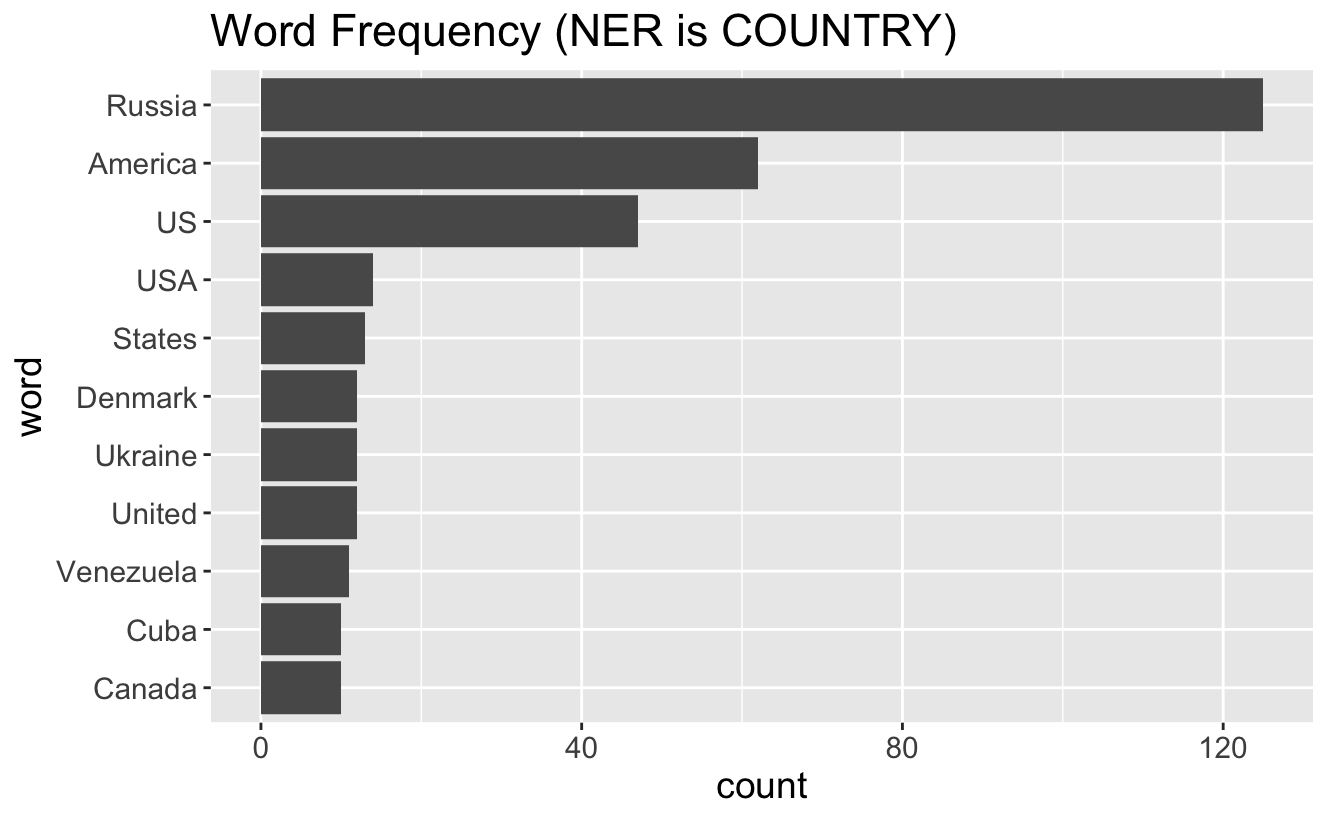 Word Frequency (NER is COUNTRY)
Russia
America
US
USA
States
Denmark
Ukraine
United
Venezuela
Cuba
Canada
word
0 40 80 120
count